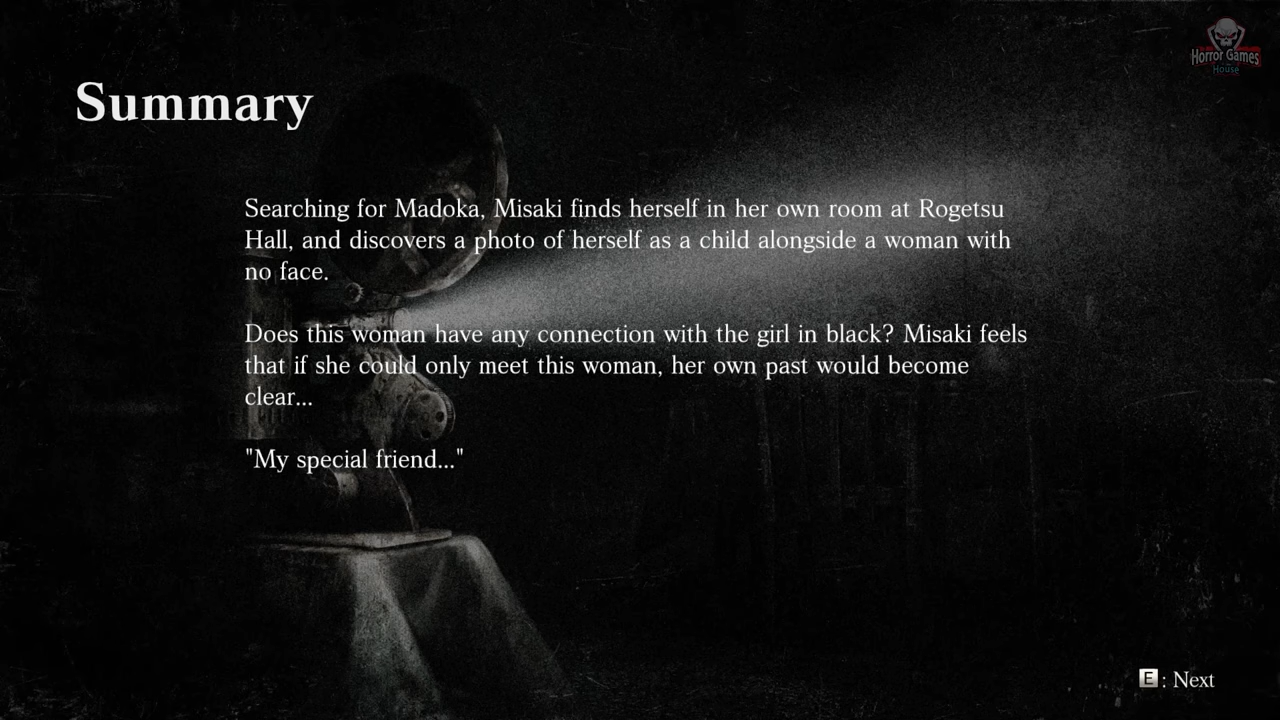 Horror Games
House
Summary
Searching for Madoka, Misaki finds herself in her own room at Rogetsu
Hall, and discovers a photo of herself as a child alongside a woman with
no face.
Does this woman have any connection with the girl in black? Misaki feels
that if she could only meet this woman, her own past would become
clear...
"My special friend..."
E : Next